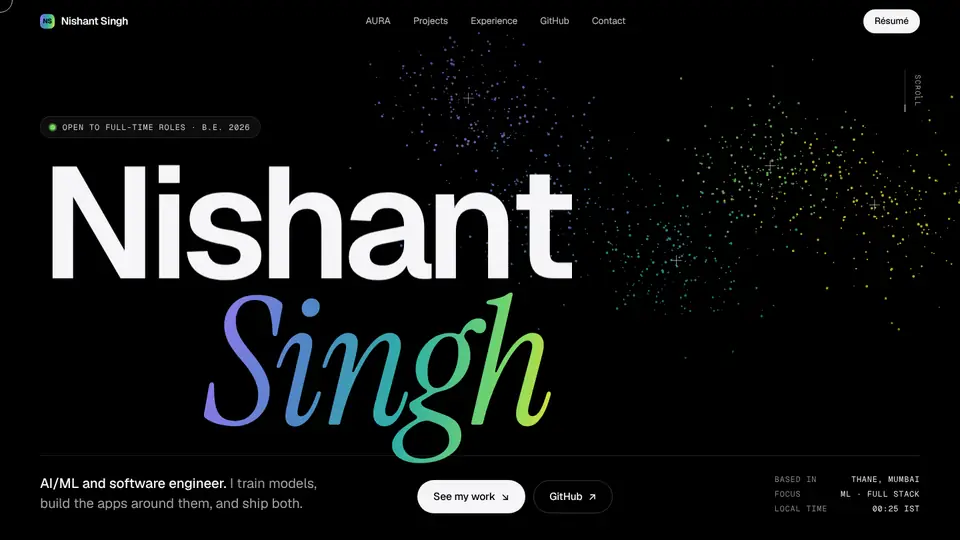 NS Nishant Singh
AURA Projects Experience GitHub Contact
Résumé
SCROLL
OPEN TO FULL-TIME ROLES · B.E. 2026
Nishant
Singh
AI/ML and software engineer. I train models,
build the apps around them, and ship both.
See my work ↘
GitHub ↗
BASED IN THANE, MUMBAI
FOCUS ML · FULL STACK
LOCAL TIME 00:25 IST